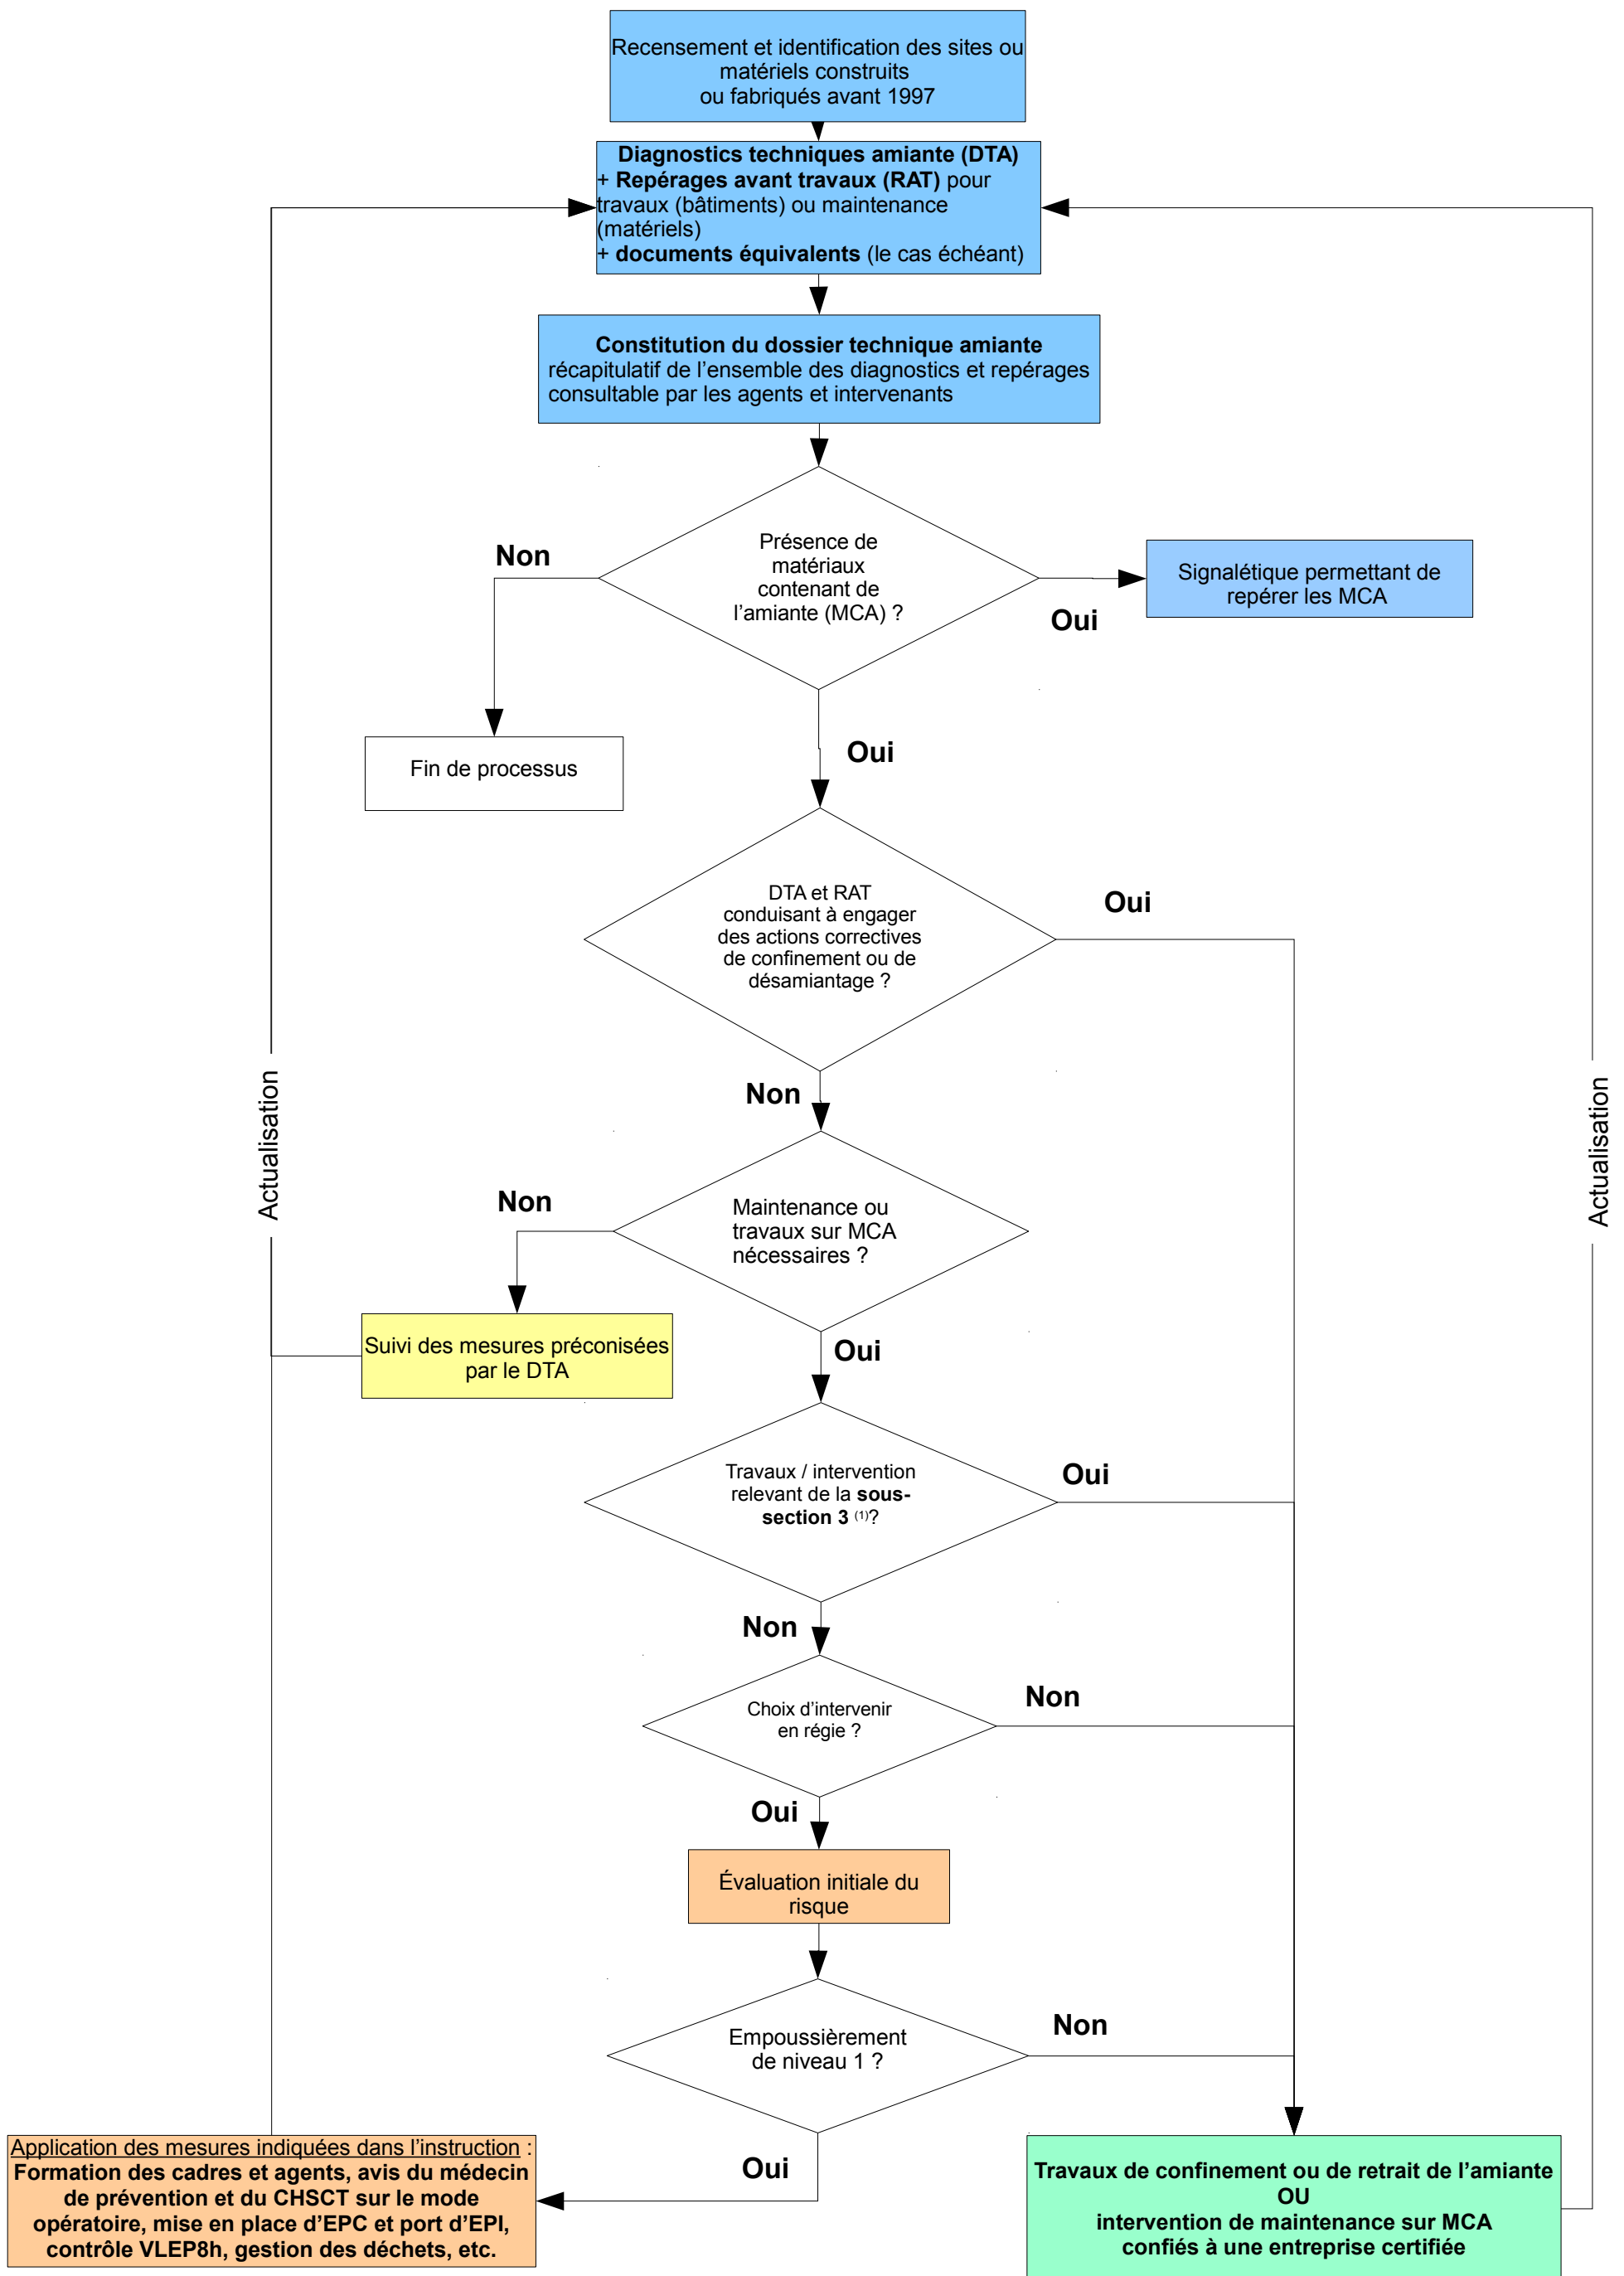 Recensement et identification des sites ou
matériels construits
ou fabriqués avant 1997
Diagnostics techniques amiante (DTA)
+ Repérages avant travaux (RAT) pour
travaux (bâtiments) ou maintenance
(matériels)
+ documents équivalents (le cas échéant)
Constitution du dossier technique amiante
récapitulatif de l’ensemble des diagnostics et repérages
consultable par les agents et intervenants
Présence de
matériaux
contenant de
l’amiante (MCA) ?
Non
Oui
Signalétique permettant de
repérer les MCA
Fin de processus
Oui
DTA et RAT
conduisant à engager
des actions correctives
de confinement ou de
désamiantage ?
Oui
Non
Actualisation
Actualisation
Maintenance ou
travaux sur MCA
nécessaires ?
Non
Suivi des mesures préconisées
par le DTA
Oui
Travaux / intervention
relevant de la sous-
section 3 (1)?
Oui
Non
Choix d’intervenir
en régie ?
Non
Oui
Évaluation initiale du
risque
Empoussièrement
de niveau 1 ?
Non
Oui
Application des mesures indiquées dans l’instruction :
Formation des cadres et agents, avis du médecin
de prévention et du CHSCT sur le mode
opératoire, mise en place d’EPC et port d’EPI,
contrôle VLEP8h, gestion des déchets, etc.
Travaux de confinement ou de retrait de l’amiante
OU
intervention de maintenance sur MCA
confiés à une entreprise certifiée